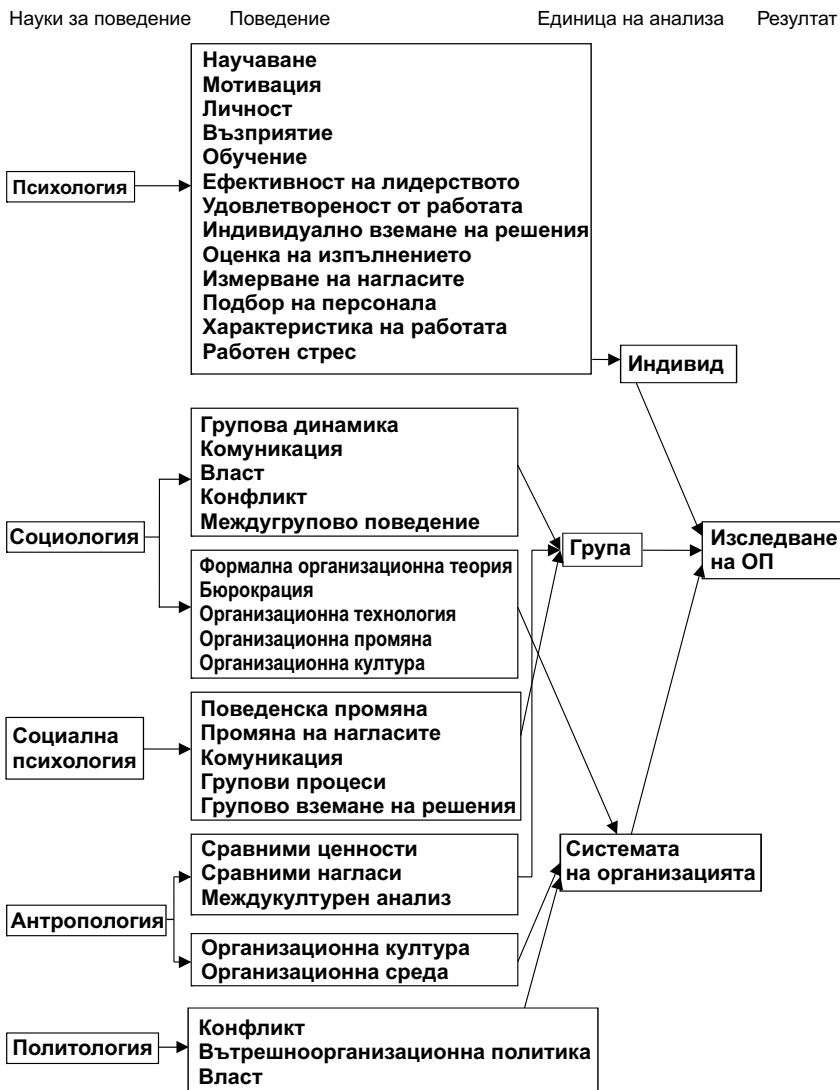 Науки за поведение Поведение Единица на анализа Резултат
Психология
Научаване
Мотивация
Личност
Възприятие
Обучение
Ефективност на лидерството
Удовлетвореност от работата
Индивидуално вземане на решения
Оценка на изпълнението
Измерване на нагласите
Подбор на персонала
Характеристика на работата
Работен стрес
Индивид
Социология
Групова динамика
Комуникация
Власт
Конфликт
Междугрупово поведение
Формална организационна теория
Бюрокрация
Организационна технология
Организационна промяна
Организационна култура
Група
Изследване
на ОП
Социална
психология
Поведенска промяна
Промяна на нагласите
Комуникация
Групови процеси
Групово вземане на решения
Антропология
Сравними ценности
Сравними нагласи
Междукултурен анализ
Организационна култура
Организационна среда
Системата
на организацията
Политология
Конфликт
Вътрешноорганизационна политика
Власт